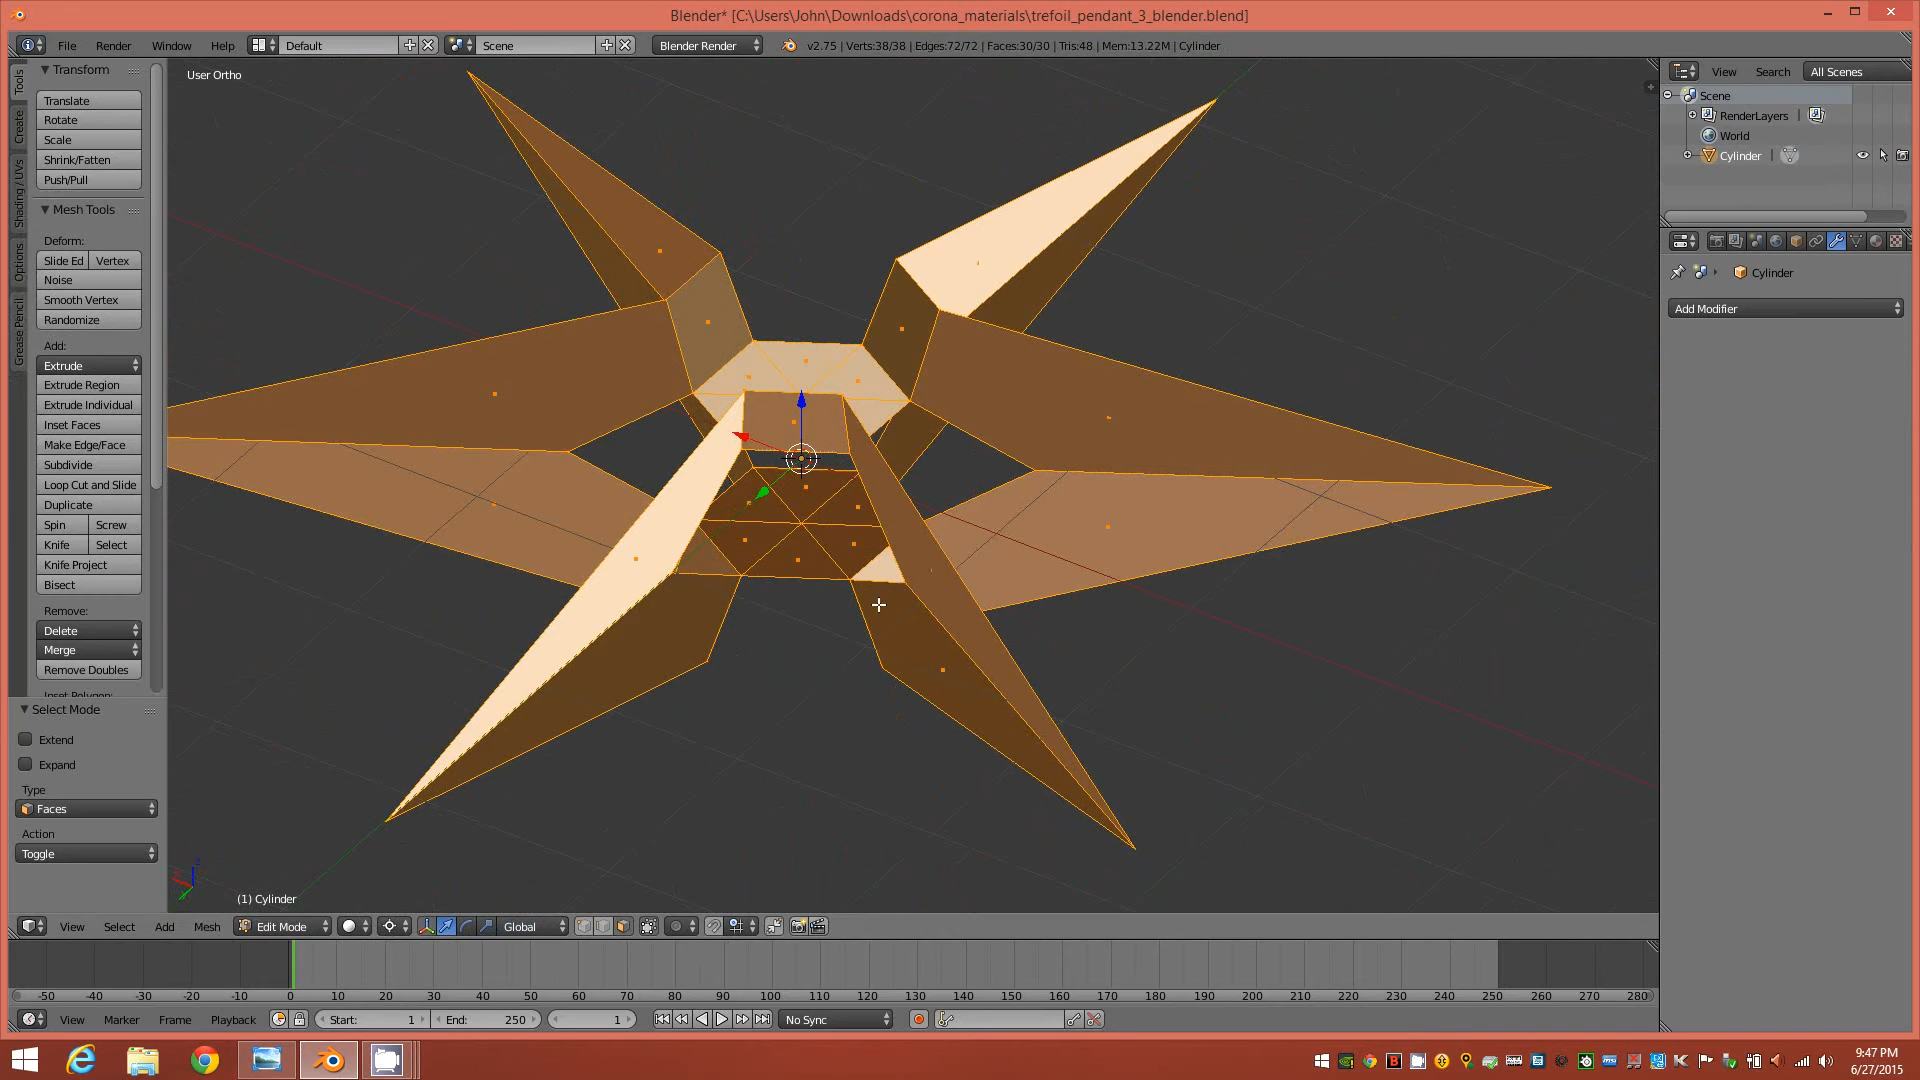 Blender* [C:\Users\John\Downloads\corona_materials\trefoil_pendant_3_blender.blend]
File Render Window Help Default Scene Blender Render v2.75 | Verts:38/38 | Edges:72/72 | Faces:30/30 | Tris:48 | Mem:13.22M | Cylinder
Tools
Create
Shading / UVs
Options
Grease Pencil
Transform
Translate
Rotate
Scale
Shrink/Fatten
Push/Pull
Mesh Tools
Deform:
Slide Ed Vertex
Noise
Smooth Vertex
Randomize
Add:
Extrude
Extrude Region
Extrude Individual
Inset Faces
Make Edge/Face
Subdivide
Loop Cut and Slide
Duplicate
Spin Screw
Knife Select
Knife Project
Bisect
Remove:
Delete
Merge
Remove Doubles
Select Mode
Extend
Expand
Type
Faces
Action
Toggle
User Ortho
(1) Cylinder
View Search All Scenes
Scene
RenderLayers |
World
Cylinder |
Cylinder
Add Modifier
View Select Add Mesh Edit Mode Global
-50 -40 -30 -20 -10 0 10 20 30 40 50 60 70 80 90 100 110 120 130 140 150 160 170 180 190 200 210 220 230 240 250 260 270 280
View Marker Frame Playback Start: 1 End: 250 1 No Sync
9:47 PM
6/27/2015